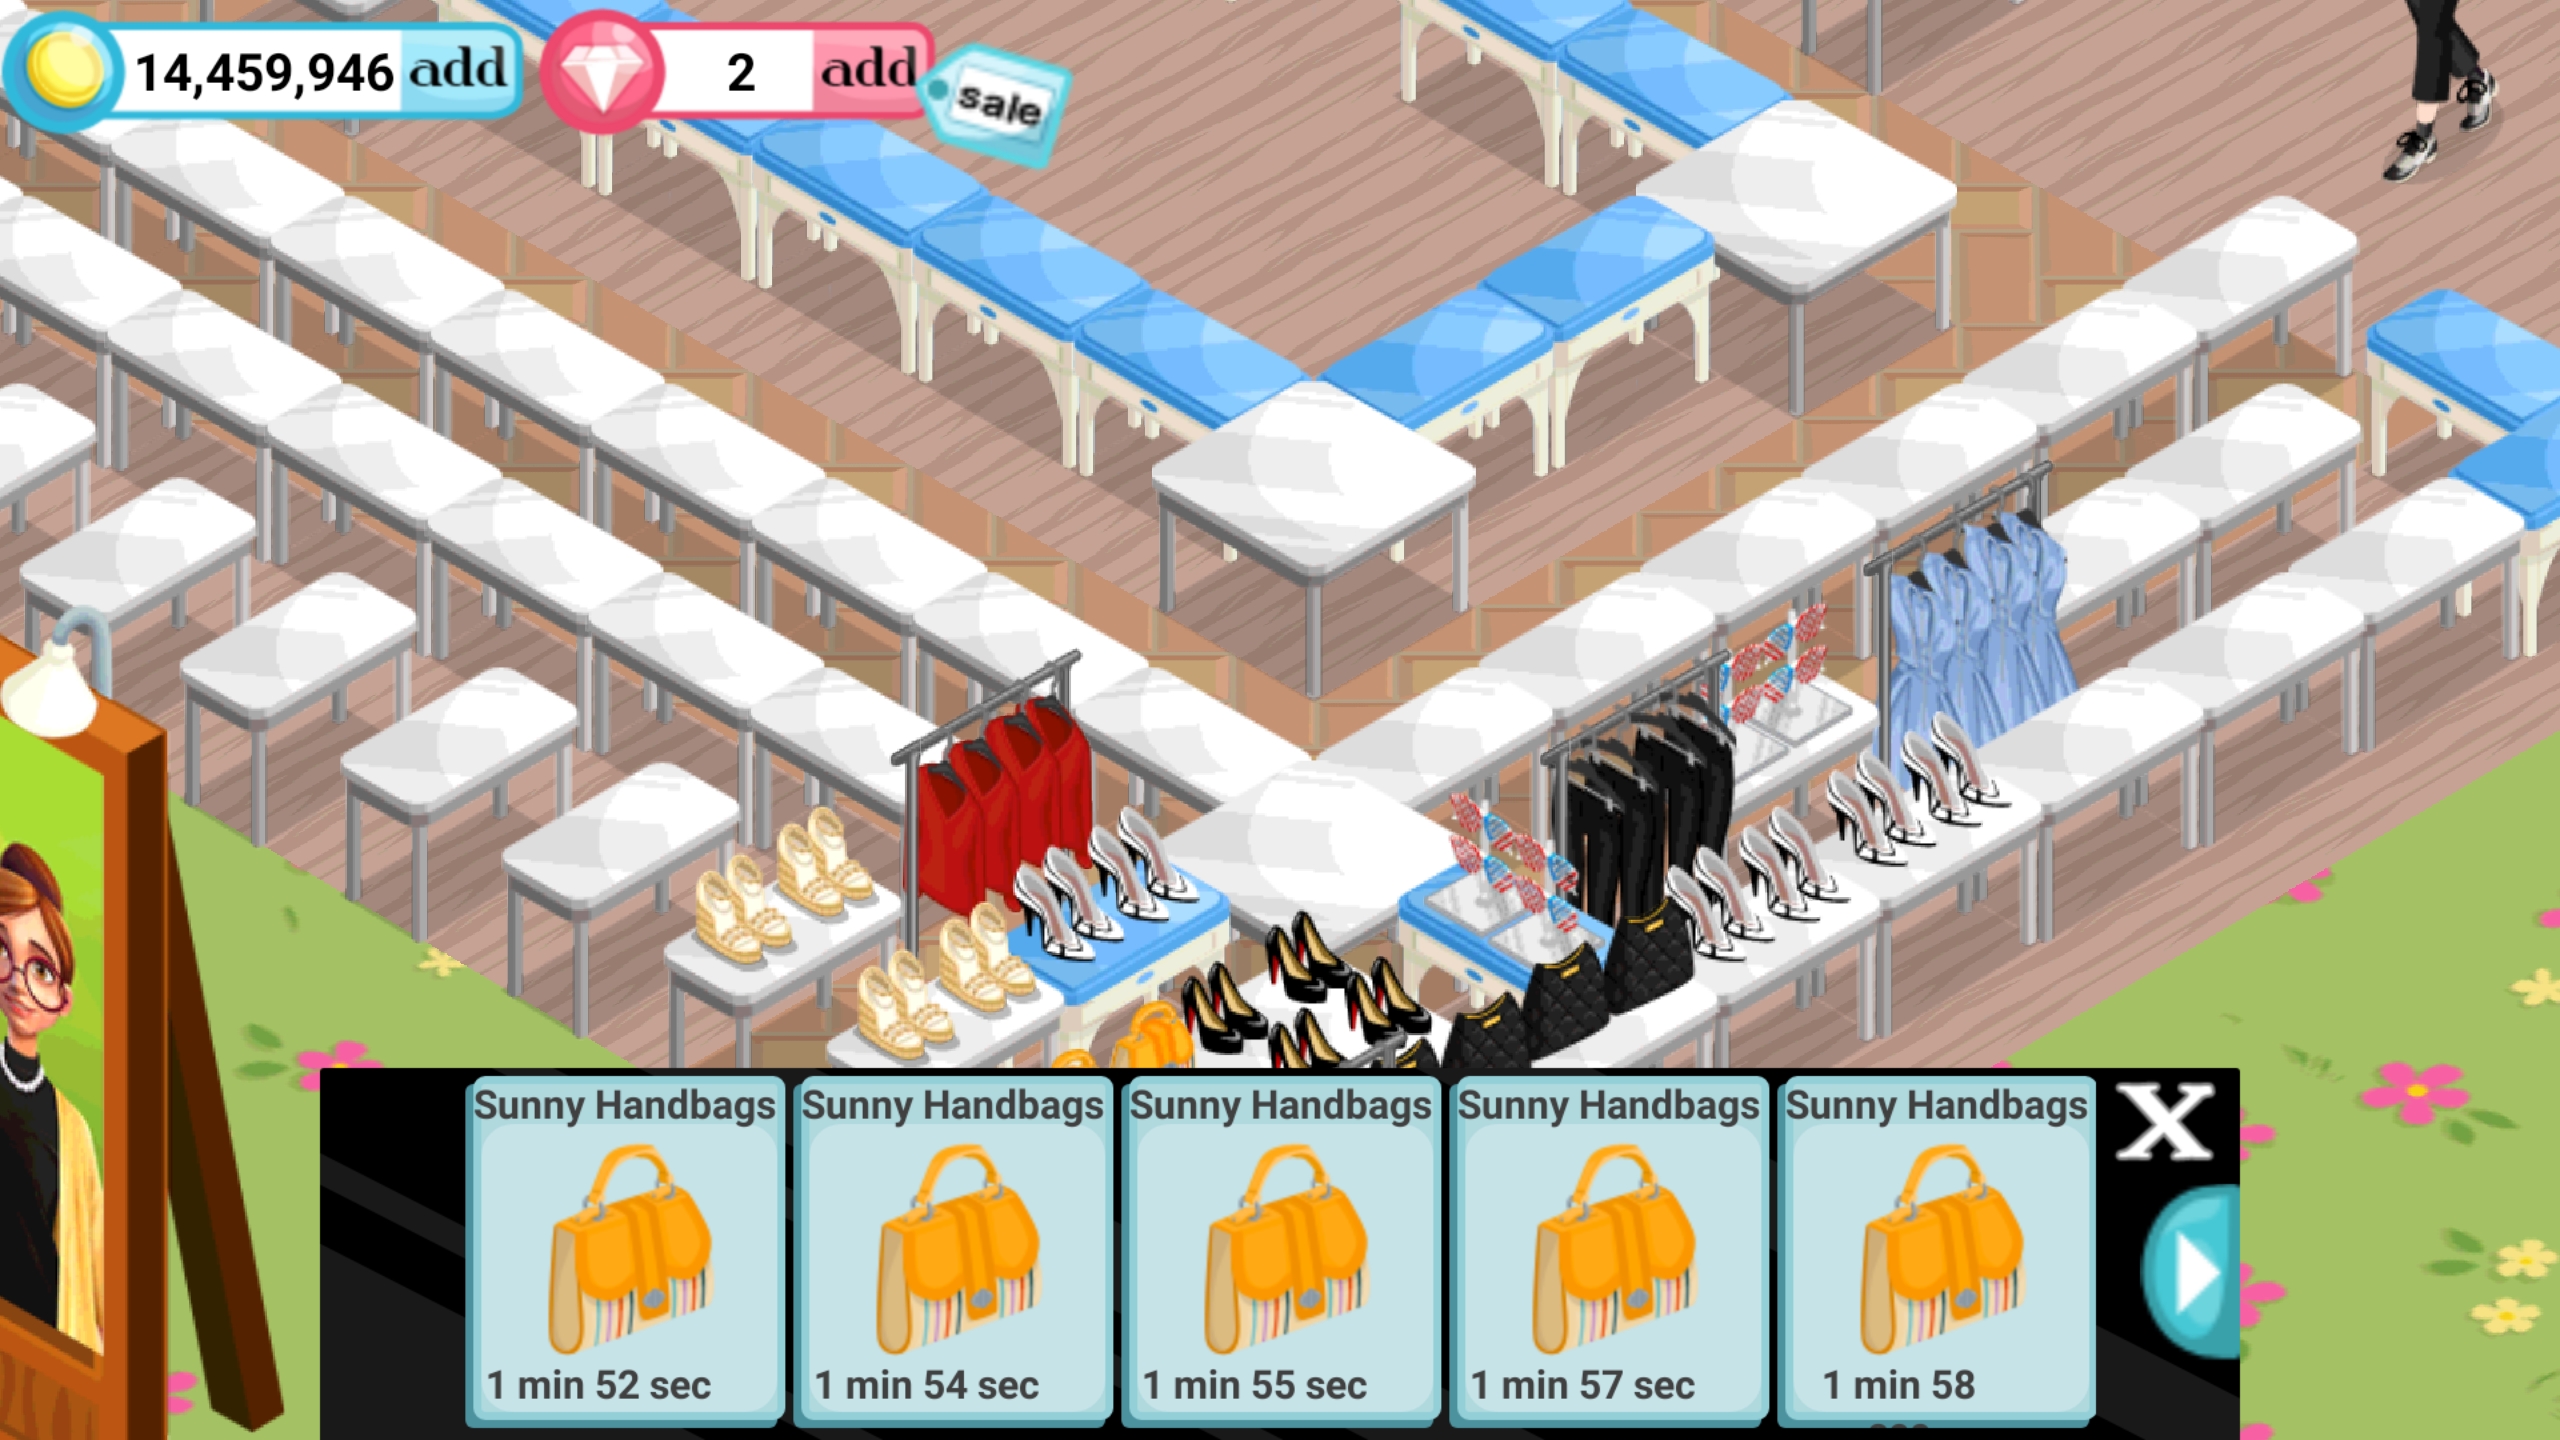 14,459,946 add
2 add
sale
Sunny Handbags
1 min 52 sec
Sunny Handbags
1 min 54 sec
Sunny Handbags
1 min 55 sec
Sunny Handbags
1 min 57 sec
Sunny Handbags
1 min 58
X